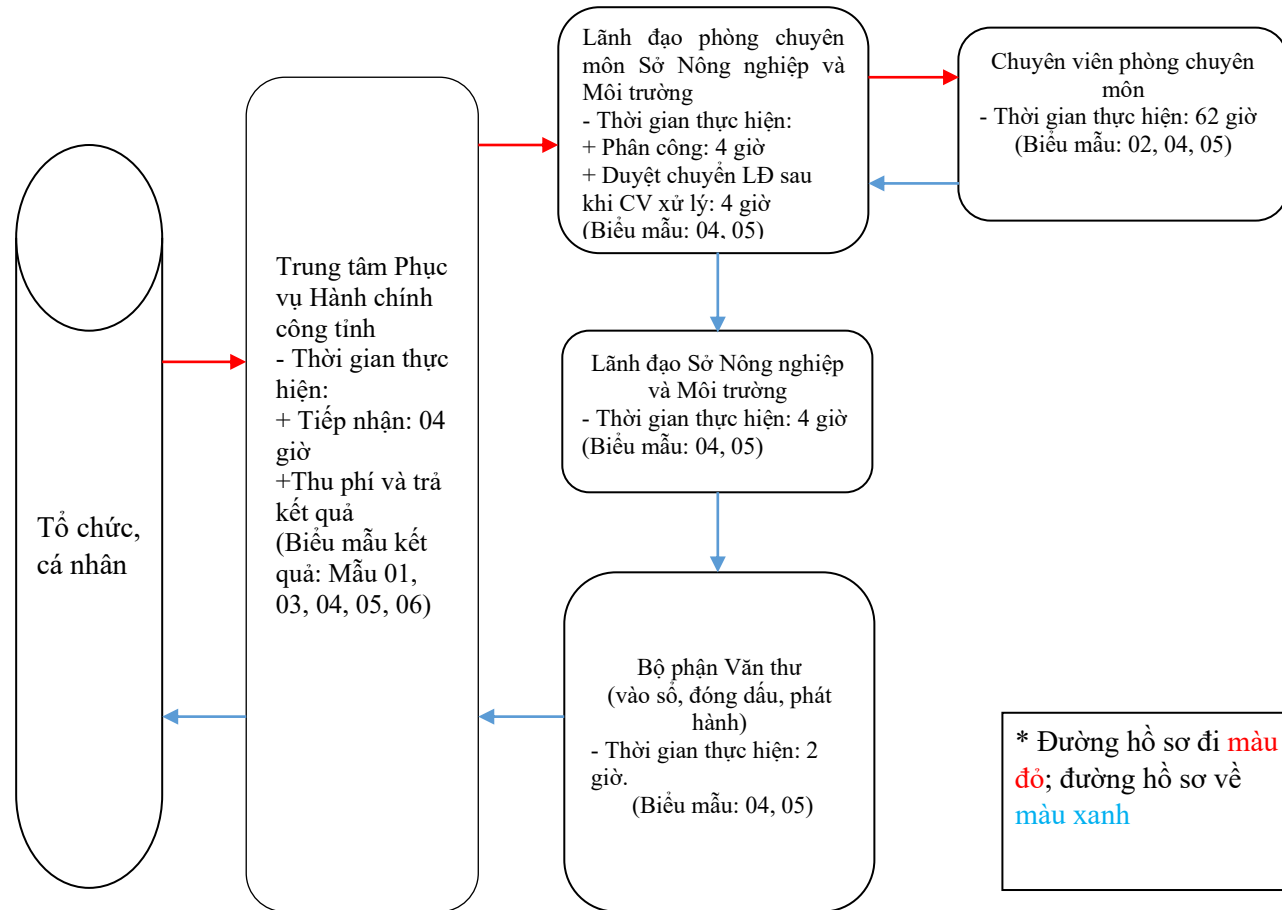 Tổ chức,
cá nhân
Trung tâm Phục
vụ Hành chính
công tỉnh
- Thời gian thực
hiện:
+ Tiếp nhận: 04
giờ
+Thu phí và trả
kết quả
(Biểu mẫu kết
quả: Mẫu 01,
03, 04, 05, 06)
Lãnh đạo phòng chuyên
môn Sở Nông nghiệp và
Môi trường
- Thời gian thực hiện:
+ Phân công: 4 giờ
+ Duyệt chuyển LĐ sau
khi CV xử lý: 4 giờ
(Biểu mẫu: 04, 05)
Chuyên viên phòng chuyên
môn
- Thời gian thực hiện: 62 giờ
(Biểu mẫu: 02, 04, 05)
Lãnh đạo Sở Nông nghiệp
và Môi trường
- Thời gian thực hiện: 4 giờ
(Biểu mẫu: 04, 05)
Bộ phận Văn thư
(vào sổ, đóng dấu, phát
hành)
- Thời gian thực hiện: 2
giờ.
(Biểu mẫu: 04, 05)
* Đường hồ sơ đi màu
đỏ; đường hồ sơ về
màu xanh